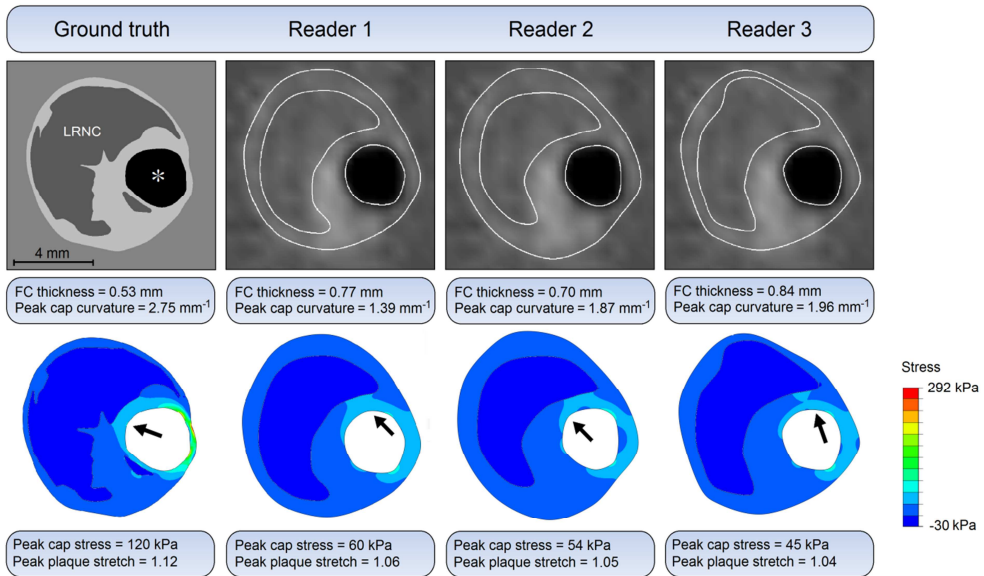 Ground truth
Reader 1
Reader 2
Reader 3
LRNC
*
4 mm
FC thickness = 0.53 mm
Peak cap curvature = 2.75 mm⁻¹
FC thickness = 0.77 mm
Peak cap curvature = 1.39 mm⁻¹
FC thickness = 0.70 mm
Peak cap curvature = 1.87 mm⁻¹
FC thickness = 0.84 mm
Peak cap curvature = 1.96 mm⁻¹
Stress
292 kPa
-30 kPa
Peak cap stress = 120 kPa
Peak plaque stretch = 1.12
Peak cap stress = 60 kPa
Peak plaque stretch = 1.06
Peak cap stress = 54 kPa
Peak plaque stretch = 1.05
Peak cap stress = 45 kPa
Peak plaque stretch = 1.04